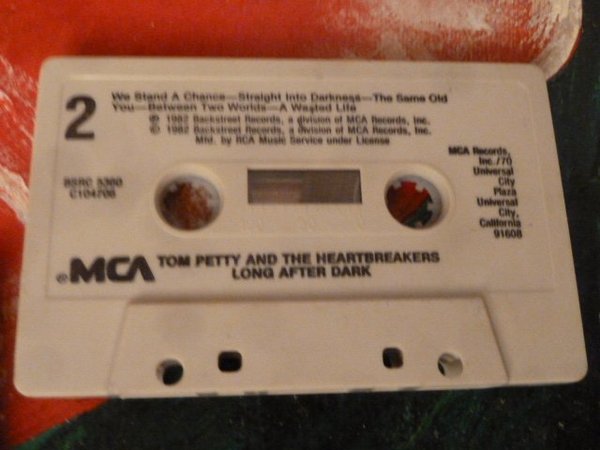 2
We Stand A Chance—Straight Into Darkness—The Same Old
You—Between Two Worlds—A Wasted Life
℗ 1982 Backstreet Records, a division of MCA Records, Inc.
© 1982 Backstreet Records, a division of MCA Records, Inc.
Mfd. by RCA Music Service under License
BSRC 5360
C104706
MCA Records,
Inc./70
Universal
City
Plaza
Universal
City,
California
91608
MCA
TOM PETTY AND THE HEARTBREAKERS
LONG AFTER DARK